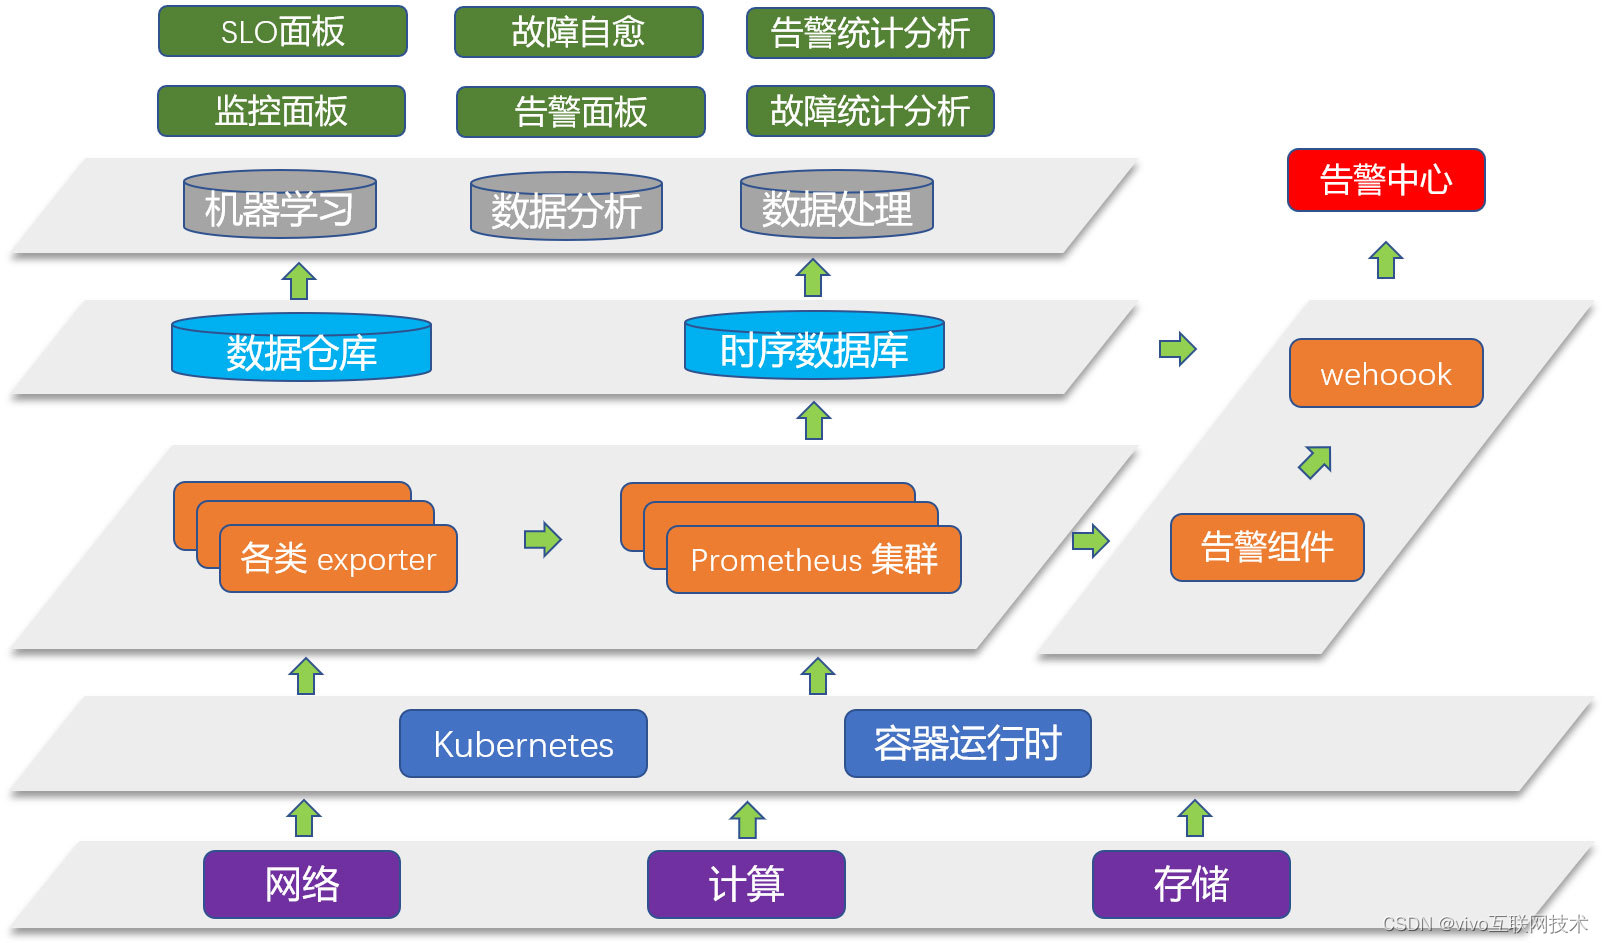 SLO面板
故障自愈
告警统计分析
监控面板
告警面板
故障统计分析
机器学习
数据分析
数据处理
告警中心
数据仓库
时序数据库
wehoook
各类 exporter
Prometheus 集群
告警组件
Kubernetes
容器运行时
网络
计算
存储
CSDN @vivo互联网技术